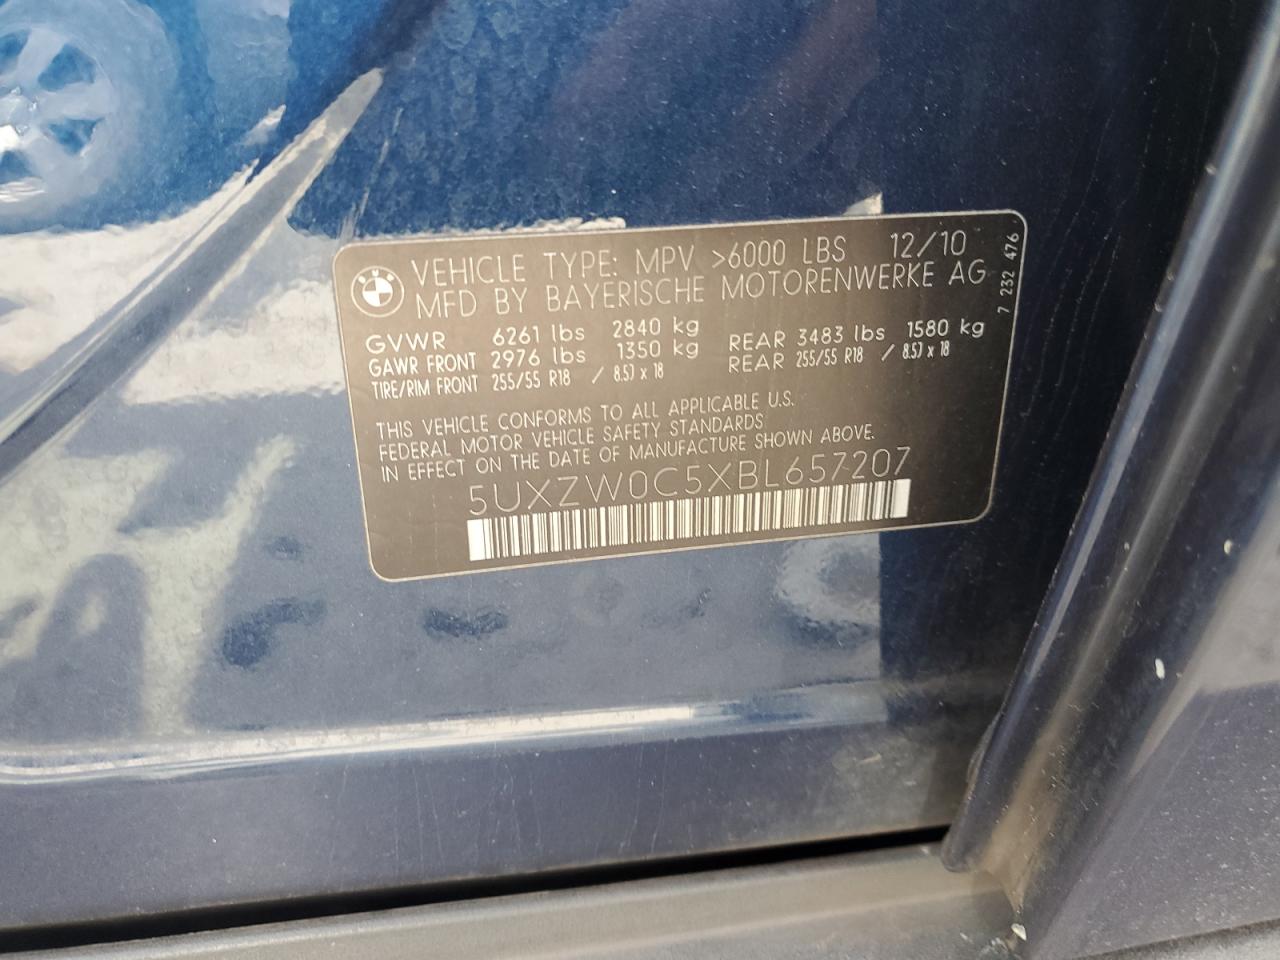 VEHICLE TYPE: MPV >6000 LBS 12/10
MFD BY BAYERISCHE MOTORENWERKE AG
7 232 476
GVWR 6261 lbs 2840 kg
GAWR FRONT 2976 lbs 1350 kg REAR 3483 lbs 1580 kg
TIRE/RIM FRONT 255/55 R18 / 8.5J x 18 REAR 255/55 R18 / 8.5J x 18
THIS VEHICLE CONFORMS TO ALL APPLICABLE U.S.
FEDERAL MOTOR VEHICLE SAFETY STANDARDS
IN EFFECT ON THE DATE OF MANUFACTURE SHOWN ABOVE.
5UXZW0C5XBL657207